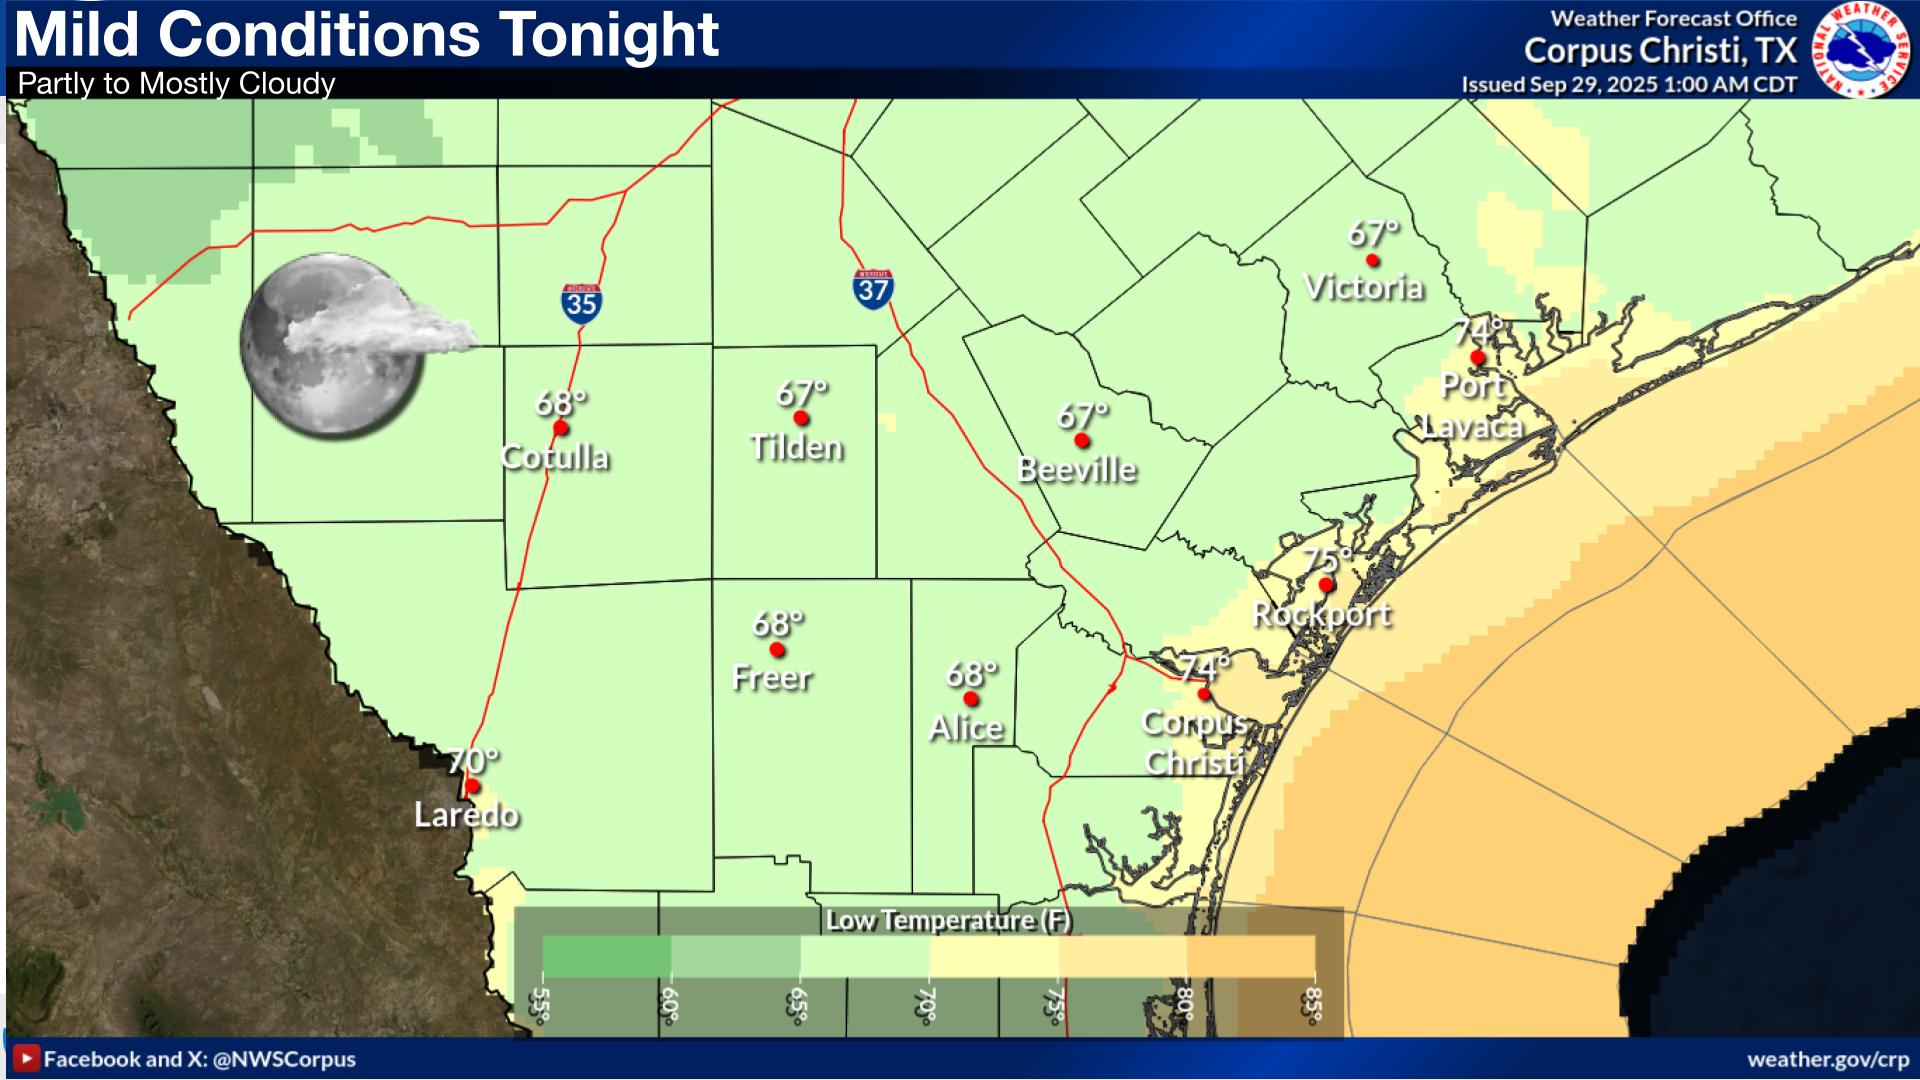 Mild Conditions Tonight
Partly to Mostly Cloudy
Weather Forecast Office
Corpus Christi, TX
Issued Sep 29, 2025 1:00 AM CDT
NATIONAL WEATHER SERVICE
67°
Victoria
INTERSTATE
37
INTERSTATE
35
74°
Port
Lavaca
68°
Cotulla
67°
Tilden
67°
Beeville
75°
Rockport
68°
Freer
68°
Alice
74°
Corpus
Christi
70°
Laredo
Low Temperature (F)
55°
60°
65°
70°
75°
80°
85°
Facebook and X: @NWSCorpus
weather.gov/crp